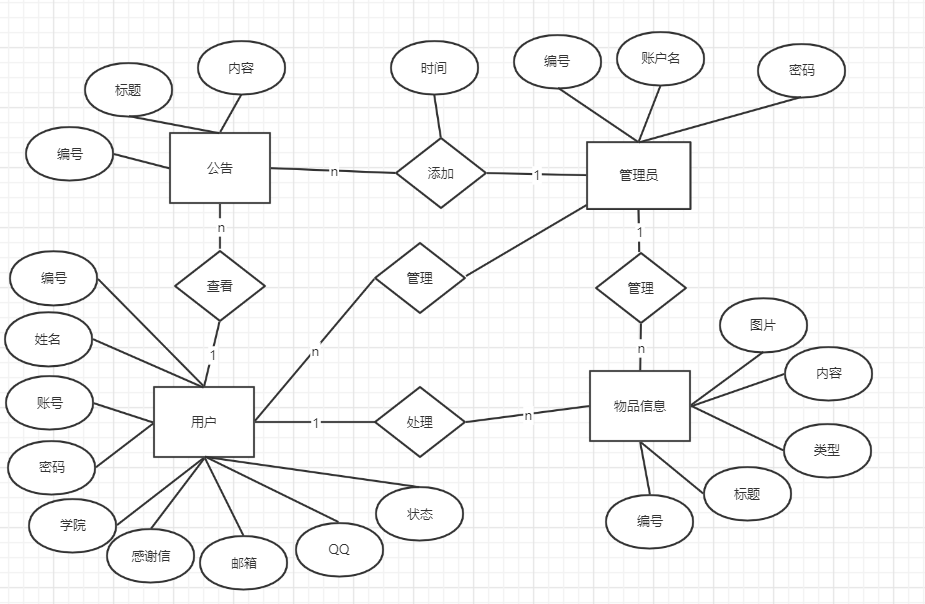 标题
内容
时间
编号
账户名
密码
编号
公告
n
添加
1
管理员
n
查看
管理
1
管理
编号
姓名
1
n
n
图片
内容
账号
用户
1
处理
n
物品信息
类型
密码
学院
感谢信
邮箱
QQ
状态
编号
标题